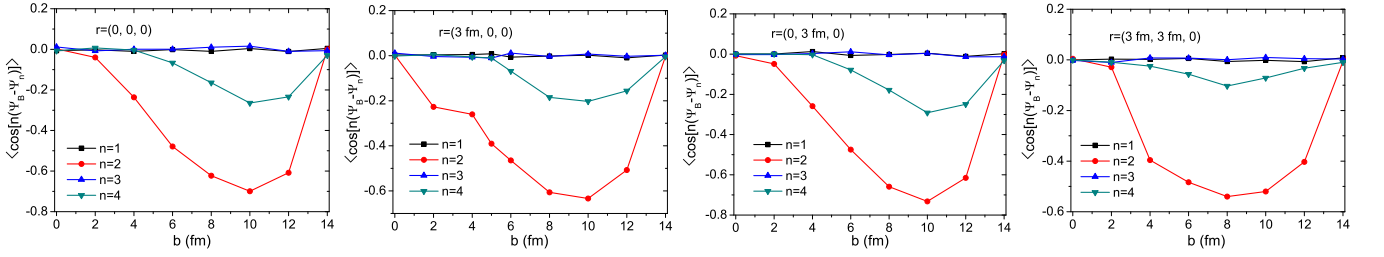 r=(0, 0, 0)
⟨cos[n(Ψ_B-Ψ_n)]⟩
0.2
0.0
-0.2
-0.4
-0.6
-0.8
n=1
n=2
n=3
n=4
0 2 4 6 8 10 12 14
b (fm)
r=(3 fm, 0, 0)
⟨cos[n(Ψ_B-Ψ_n)]⟩
0.2
0.0
-0.2
-0.4
-0.6
n=1
n=2
n=3
n=4
0 2 4 6 8 10 12 14
b (fm)
r=(0, 3 fm, 0)
⟨cos[n(Ψ_B-Ψ_n)]⟩
0.2
0.0
-0.2
-0.4
-0.6
-0.8
n=1
n=2
n=3
n=4
0 2 4 6 8 10 12 14
b (fm)
r=(3 fm, 3 fm, 0)
⟨cos[n(Ψ_B-Ψ_n)]⟩
0.2
0.0
-0.2
-0.4
-0.6
n=1
n=2
n=3
n=4
0 2 4 6 8 10 12 14
b (fm)